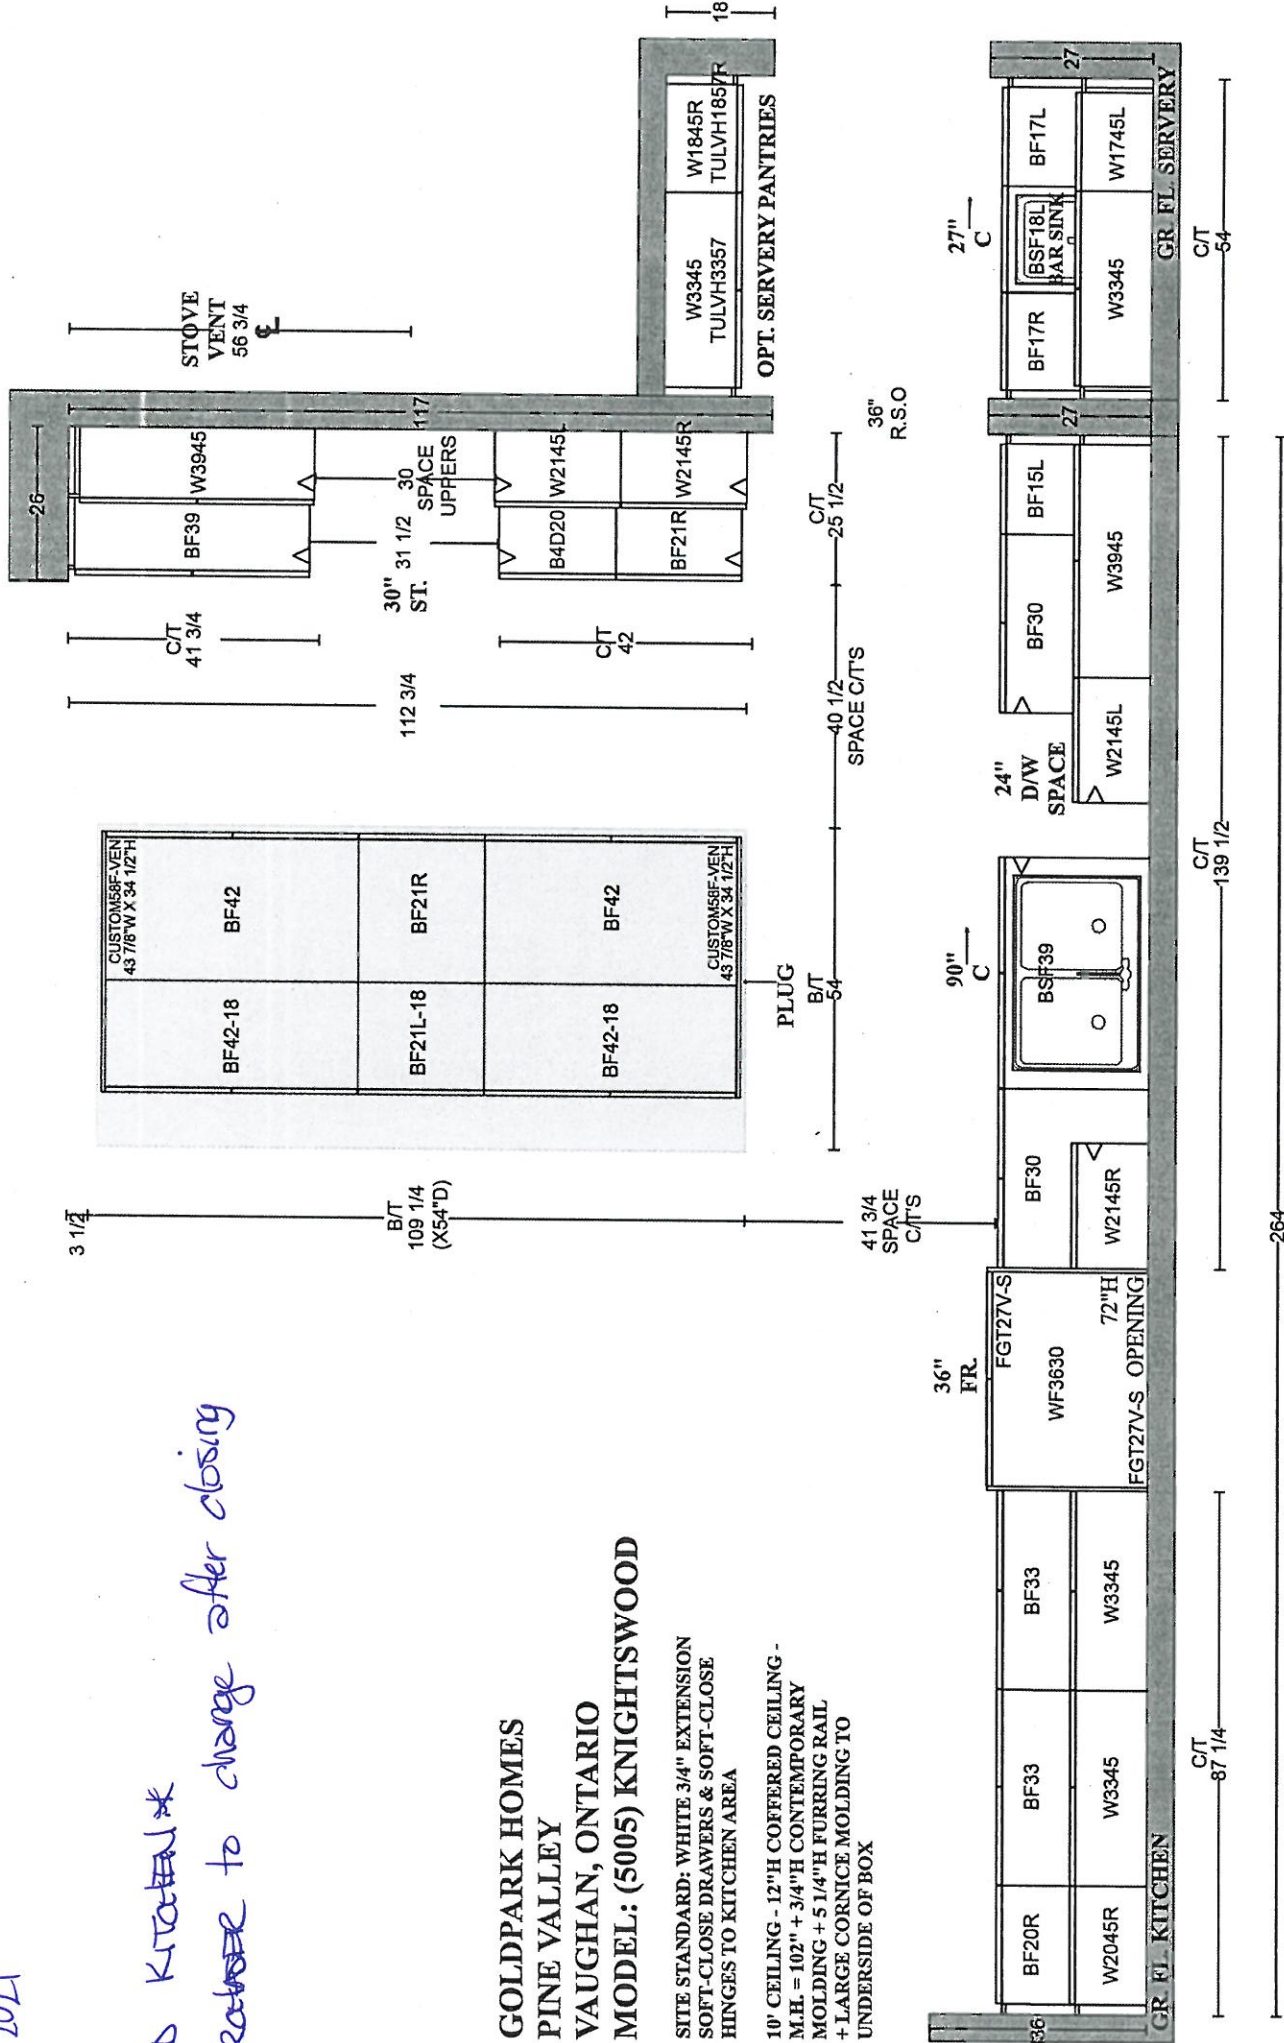 2021
KITCHEN*
to change after closing
GOLDPARK HOMES
PINE VALLEY
VAUGHAN, ONTARIO
MODEL: (5005) KNIGHTSWOOD
SITE STANDARD: WHITE 3/4" EXTENSION
SOFT-CLOSE DRAWERS & SOFT-CLOSE
HINGES TO KITCHEN AREA
10' CEILING - 12"H COFFERED CEILING -
M.H. = 102" + 3/4"H CONTEMPORARY
MOLDING + 5 1/4"H FURRING RAIL
+ LARGE CORNICE MOLDING TO
UNDERSIDE OF BOX
3 1/2
B/T
109 1/4
(X54"D)
41 3/4
SPACE
C/T'S
CUSTOM58F-VEN
43 7/8"W X 34 1/2"H
BF42-18
BF42
BF21L-18
BF21R
BF42-18
BF42
CUSTOM58F-VEN
43 7/8"W X 34 1/2"H
PLUG
B/T
54
112 3/4
C/T
41 3/4
C/T
42
40 1/2
SPACE C/T'S
26
BF39
W3945
117
30"
ST.
31 1/2
30
SPACE
UPPERS
B4D20
W2145L
BF21R
W2145R
C/T
25 1/2
STOVE
VENT
56 3/4
CL
36"
R.S.O
W3345
TULVH3357
W1845R
TULVH1857R
18
OPT. SERVERY PANTRIES
36
BF20R
BF33
BF33
W2045R
W3345
W3345
GR. FL. KITCHEN
C/T
87 1/4
36"
FR.
FGT27V-S
WF3630
72"H
FGT27V-S OPENING
BF30
W2145R
90"
C
BSF39
24"
D/W
SPACE
W2145L
BF30
BF15L
W3945
C/T
139 1/2
264
27
27"
C
BF17R
BSF18L
BAR SINK
BF17L
W3345
W1745L
27
GR. FL. SERVERY
C/T
54